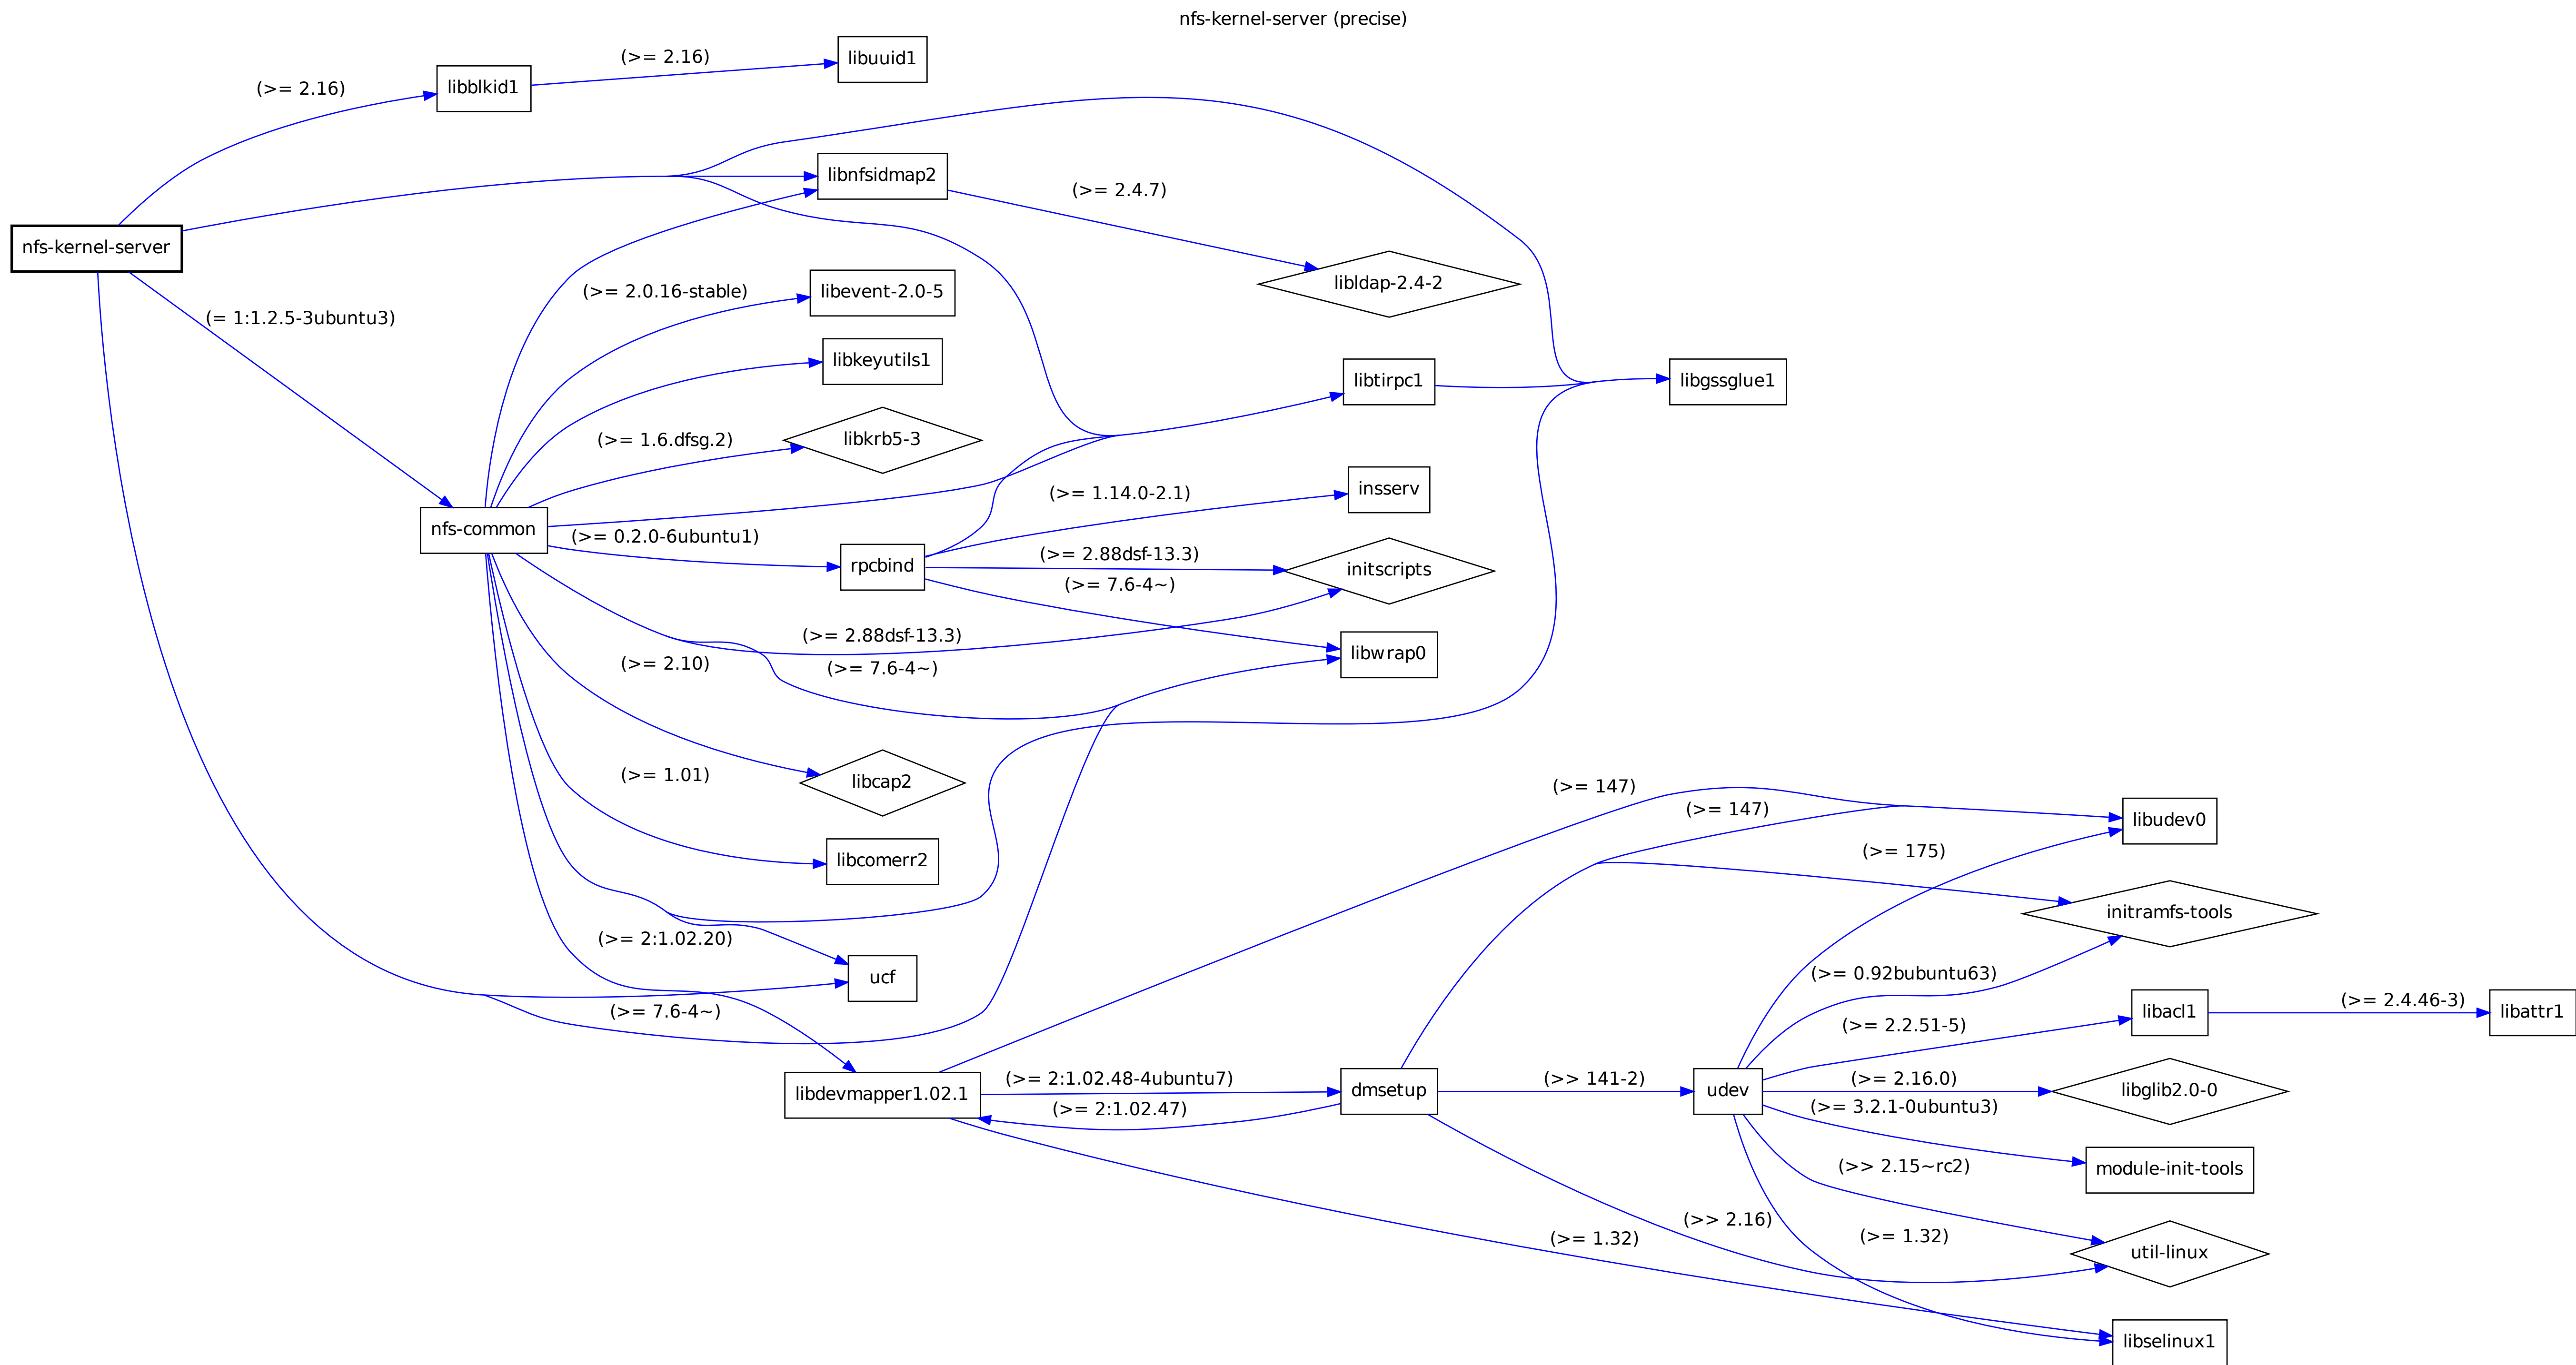 nfs-kernel-server (precise)
(>= 2.16)
libuuid1
(>= 2.16)
libblkid1
libnfsidmap2
(>= 2.4.7)
nfs-kernel-server
libldap-2.4-2
(>= 2.0.16-stable)
libevent-2.0-5
(= 1:1.2.5-3ubuntu3)
libkeyutils1
libtirpc1
libgssglue1
(>= 1.6.dfsg.2)
libkrb5-3
(>= 1.14.0-2.1)
insserv
nfs-common
(>= 0.2.0-6ubuntu1)
rpcbind
(>= 2.88dsf-13.3)
initscripts
(>= 7.6-4~)
(>= 2.88dsf-13.3)
libwrap0
(>= 2.10)
(>= 7.6-4~)
(>= 1.01)
libcap2
(>= 147)
(>= 147)
libudev0
libcomerr2
(>= 175)
initramfs-tools
(>= 2:1.02.20)
ucf
(>= 0.92bubuntu63)
(>= 7.6-4~)
(>= 2.2.51-5)
libacl1
(>= 2.4.46-3)
libattr1
libdevmapper1.02.1
(>= 2:1.02.48-4ubuntu7)
(>= 2:1.02.47)
dmsetup
(>> 141-2)
udev
(>= 2.16.0)
libglib2.0-0
(>= 3.2.1-0ubuntu3)
module-init-tools
(>> 2.15~rc2)
(>> 2.16)
(>= 1.32)
(>= 1.32)
util-linux
libselinux1